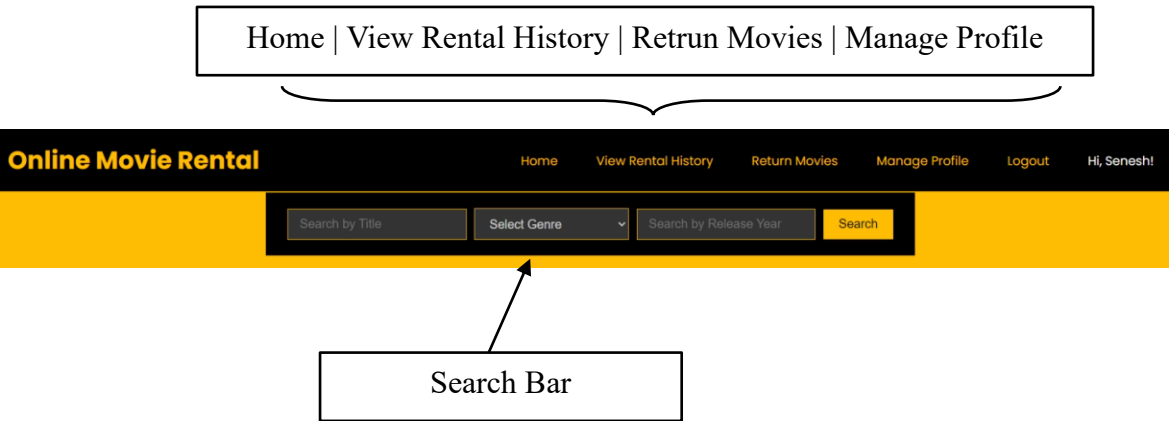 Home | View Rental History | Retrun Movies | Manage Profile
Online Movie Rental Home View Rental History Return Movies Manage Profile Logout Hi, Senesh!
Search by Title Select Genre Search by Release Year Search
Search Bar